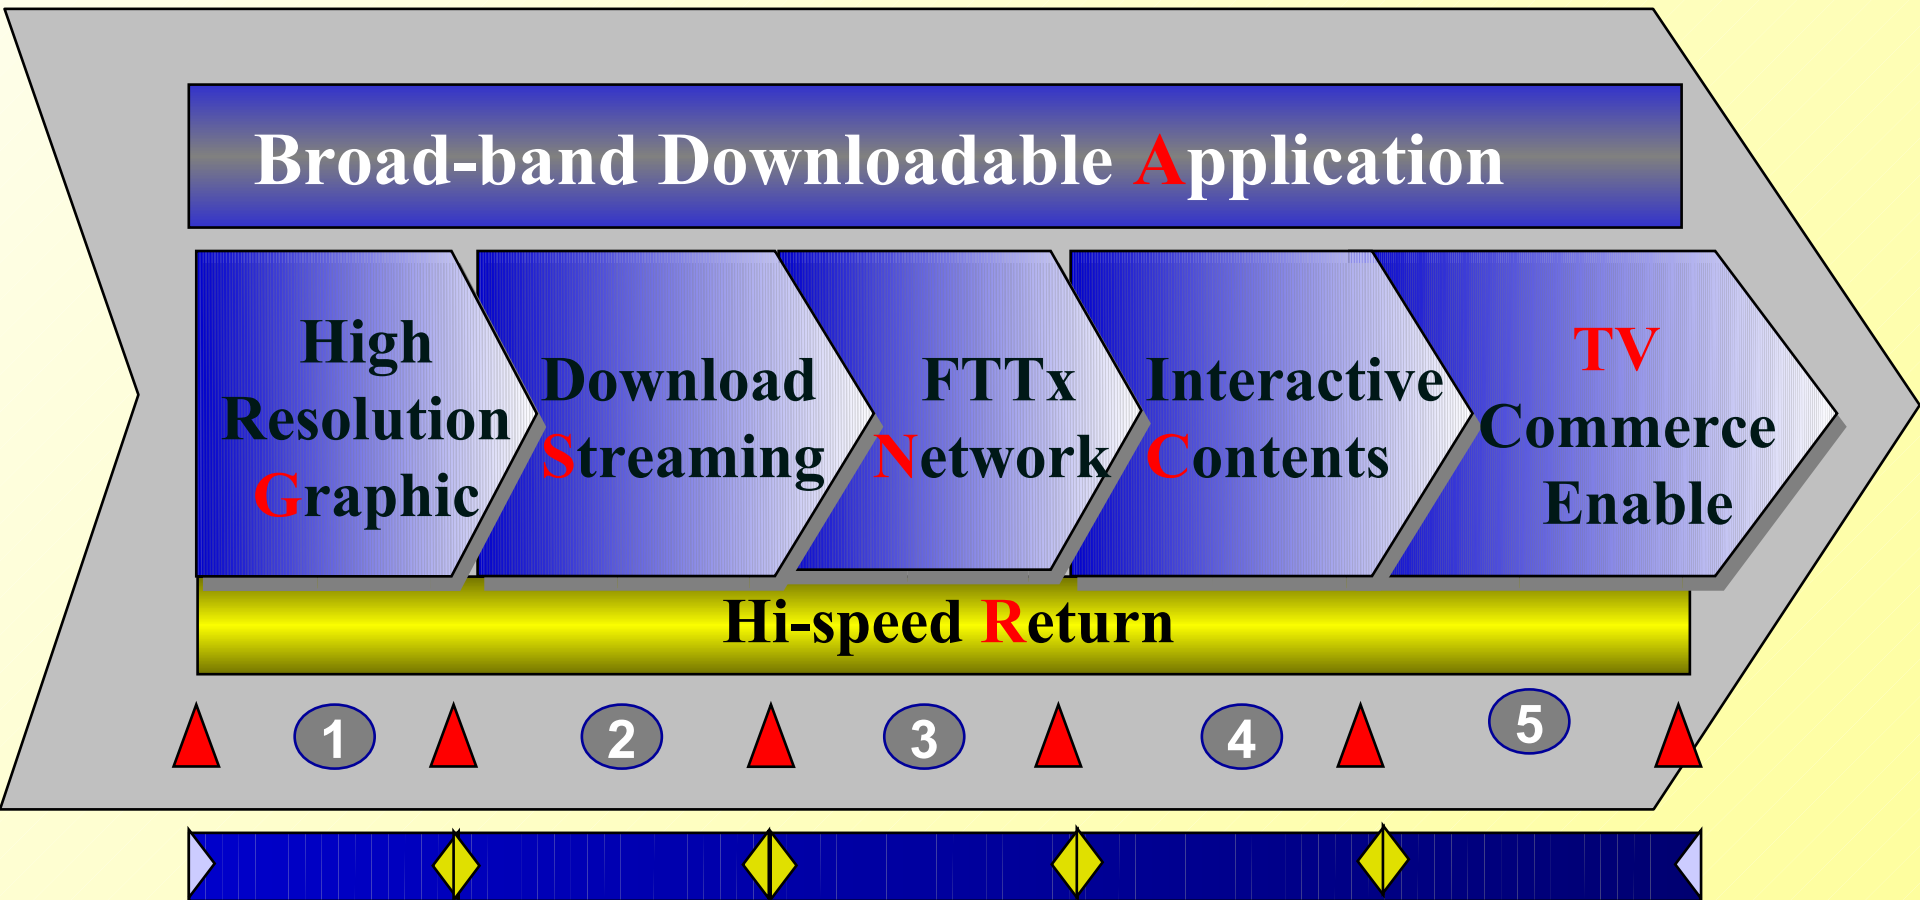 Broad-band Downloadable Application
High
Resolution
Graphic
Download
Streaming
FTTx
Network
Interactive
Contents
TV
Commerce
Enable
Hi-speed Return
1
2
3
4
5